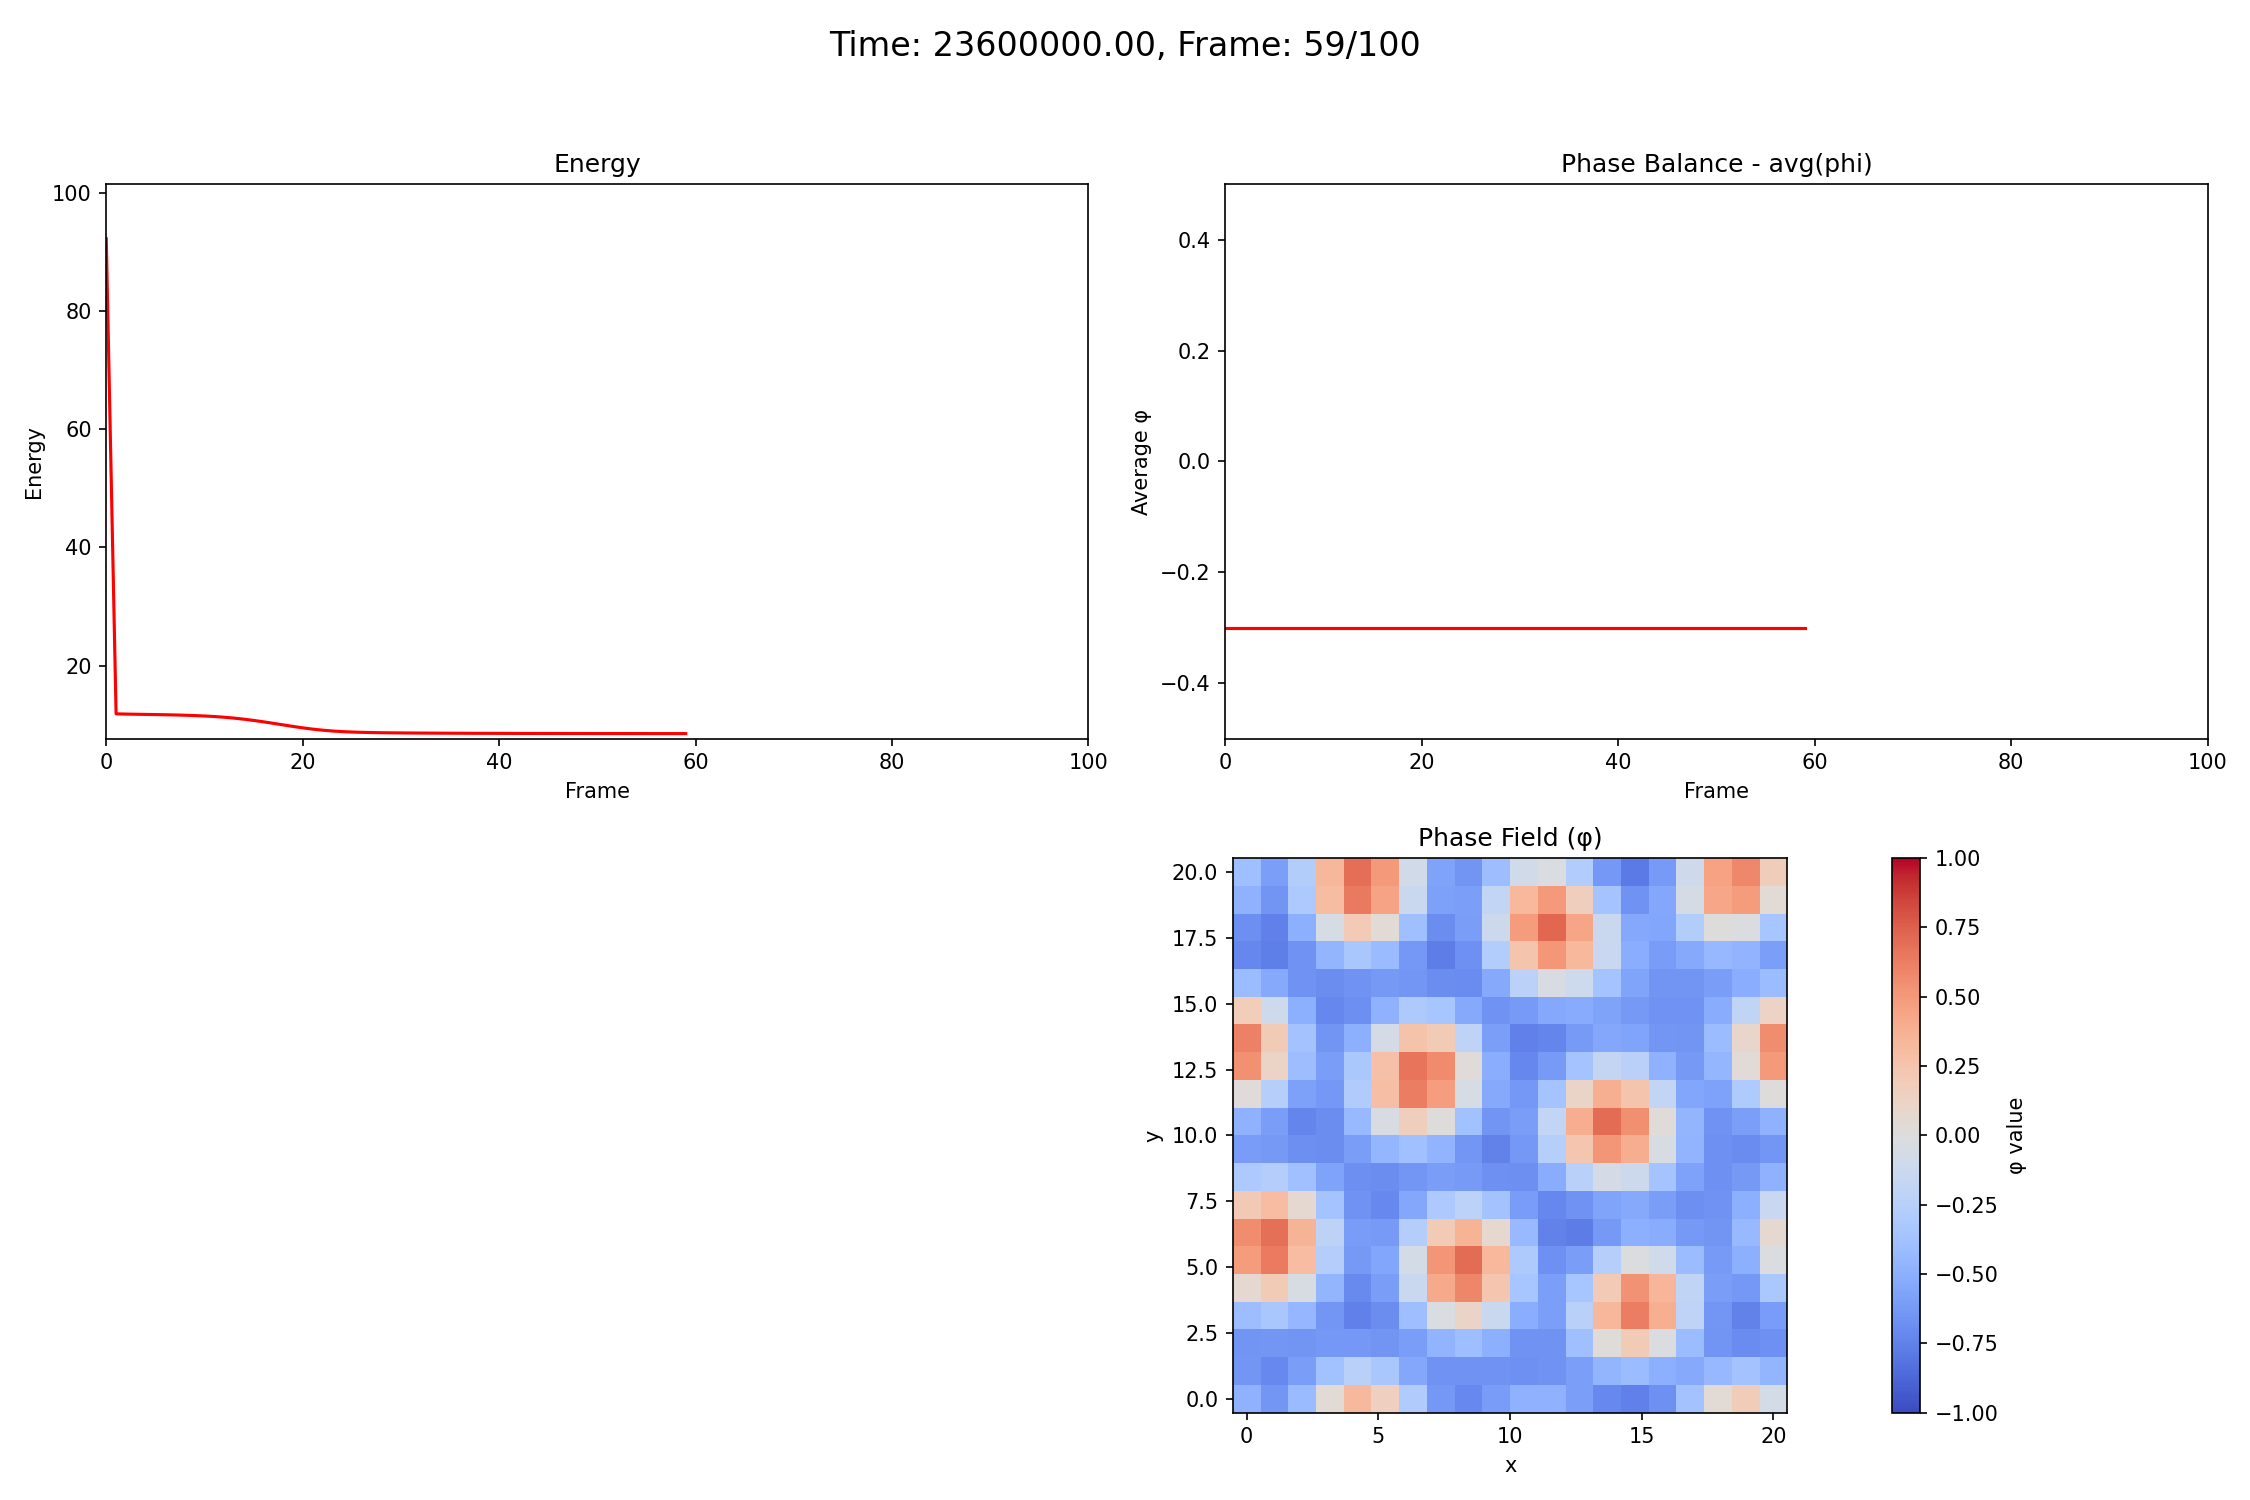 Time: 23600000.00, Frame: 59/100
Energy
100
80
60
40
20
Energy
0 20 40 60 80 100
Frame
Phase Balance - avg(phi)
0.4
0.2
0.0
−0.2
−0.4
Average φ
0 20 40 60 80 100
Frame
Phase Field (φ)
20.0
17.5
15.0
12.5
10.0
7.5
5.0
2.5
0.0
y
0 5 10 15 20
x
1.00
0.75
0.50
0.25
0.00
−0.25
−0.50
−0.75
−1.00
φ value